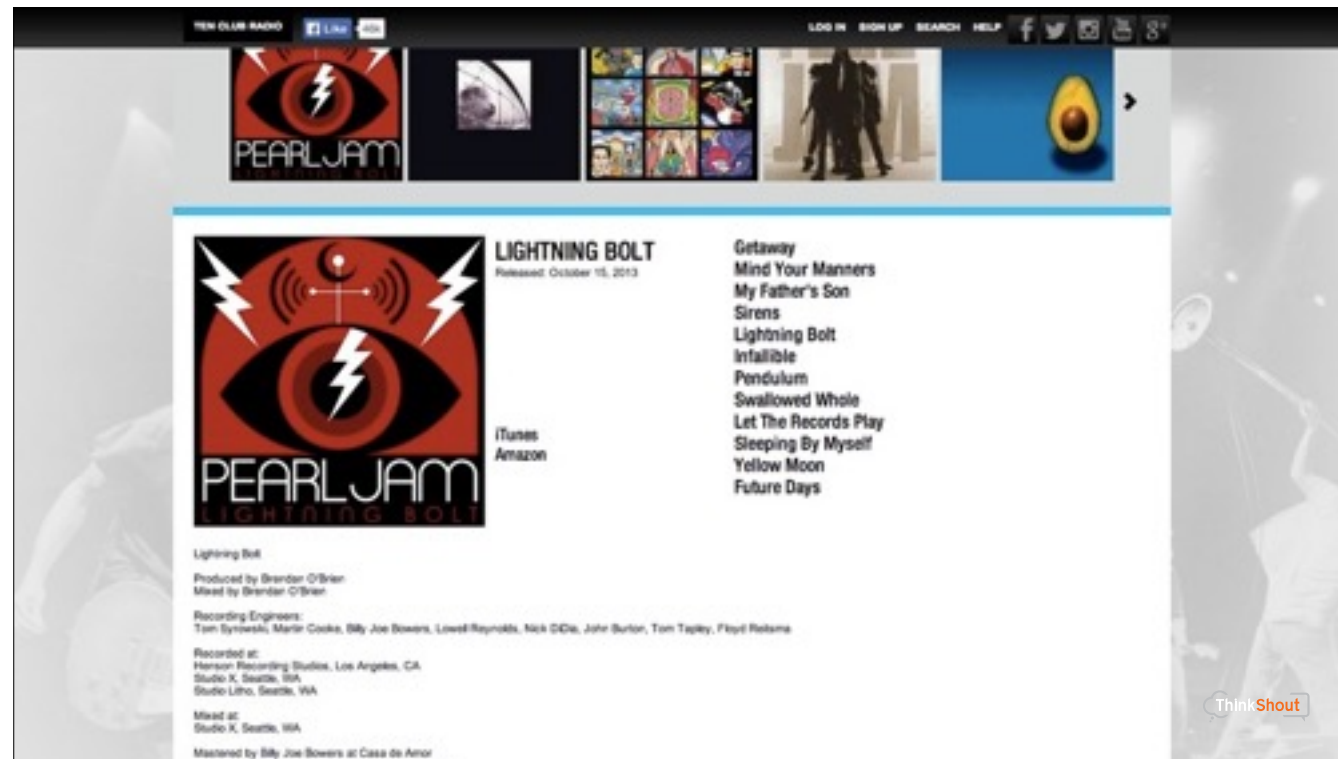 TEN CLUB RADIO
Like
LOG IN SIGN UP SEARCH HELP
PEARL JAM
LIGHTNING BOLT
PEARL JAM
LIGHTNING BOLT
LIGHTNING BOLT
Released: October 15, 2013
iTunes
Amazon
Getaway
Mind Your Manners
My Father's Son
Sirens
Lightning Bolt
Infallible
Pendulum
Swallowed Whole
Let The Records Play
Sleeping By Myself
Yellow Moon
Future Days
Lightning Bolt
Produced by Brendan O'Brien
Mixed by Brendan O'Brien
Recording Engineers:
Tom Syrowski, Martin Cooke, Billy Joe Bowers, Lowell Reynolds, Nick DiDia, John Burton, Tom Tapley, Floyd Reitsma
Recorded at:
Henson Recording Studios, Los Angeles, CA
Studio X, Seattle, WA
Studio Litho, Seattle, WA
Mixed at:
Studio X, Seattle, WA
Mastered by Billy Joe Bowers at Casa de Amor
ThinkShout